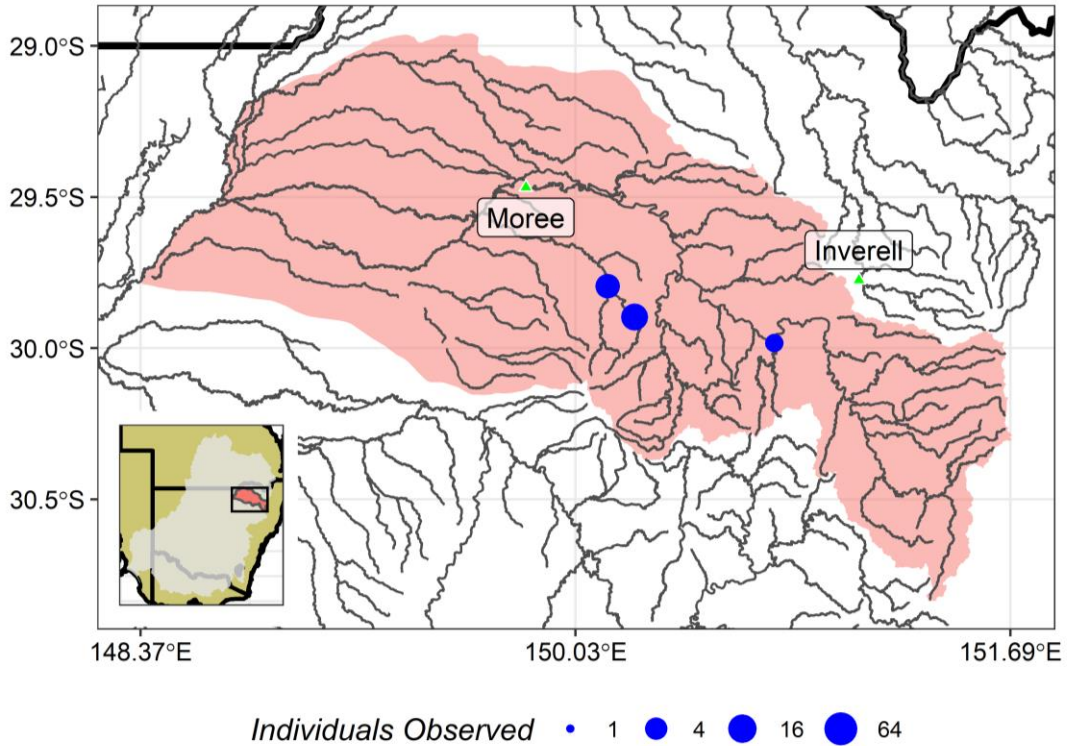 29.0°S
29.5°S
Moree
Inverell
30.0°S
30.5°S
148.37°E 150.03°E 151.69°E
Individuals Observed 1 4 16 64